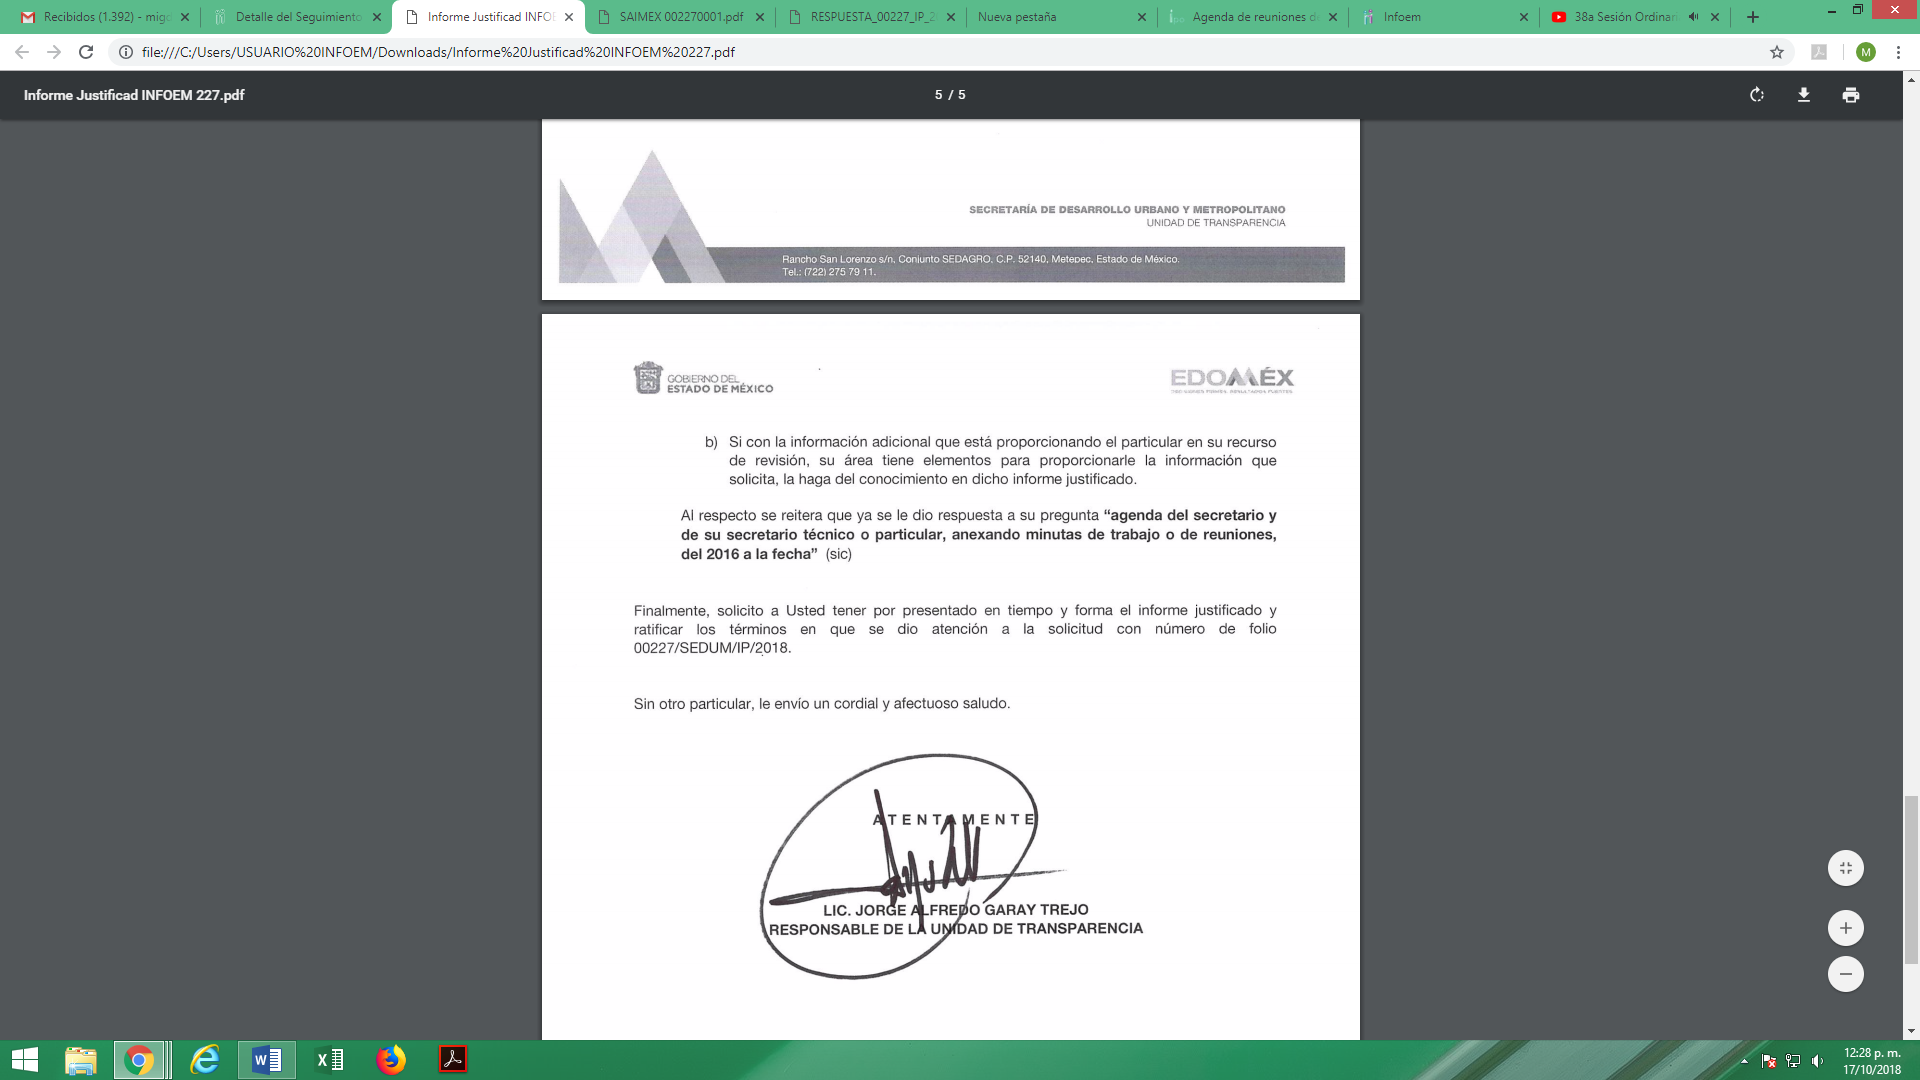 Recibidos (1.392) - migo
Detalle del Seguimiento
Informe Justificad INFOE
SAIMEX 002270001.pdf
RESPUESTA_00227_IP_2
Nueva pestaña
Agenda de reuniones de
Infoem
38a Sesión Ordinari
file:///C:/Users/USUARIO%20INFOEM/Downloads/Informe%20Justificad%20INFOEM%20227.pdf
M
Informe Justificad INFOEM 227.pdf
5 / 5
SECRETARÍA DE DESARROLLO URBANO Y METROPOLITANO
UNIDAD DE TRANSPARENCIA
Rancho San Lorenzo s/n, Conjunto SEDAGRO, C.P. 52140, Metepec, Estado de México.
Tel.: (722) 275 79 11.
GOBIERNO DEL
ESTADO DE MÉXICO
EDOMÉX
DECISIONES FIRMES, RESULTADOS FUERTES.
b) Si con la información adicional que está proporcionando el particular en su recurso
de revisión, su área tiene elementos para proporcionarle la información que
solicita, la haga del conocimiento en dicho informe justificado.
Al respecto se reitera que ya se le dio respuesta a su pregunta “agenda del secretario y
de su secretario técnico o particular, anexando minutas de trabajo o de reuniones,
del 2016 a la fecha” (sic)
Finalmente, solicito a Usted tener por presentado en tiempo y forma el informe justificado y
ratificar los términos en que se dio atención a la solicitud con número de folio
00227/SEDUM/IP/2018.
Sin otro particular, le envío un cordial y afectuoso saludo.
A T E N T A M E N T E
LIC. JORGE ALFREDO GARAY TREJO
RESPONSABLE DE LA UNIDAD DE TRANSPARENCIA
12:28 p. m.
17/10/2018